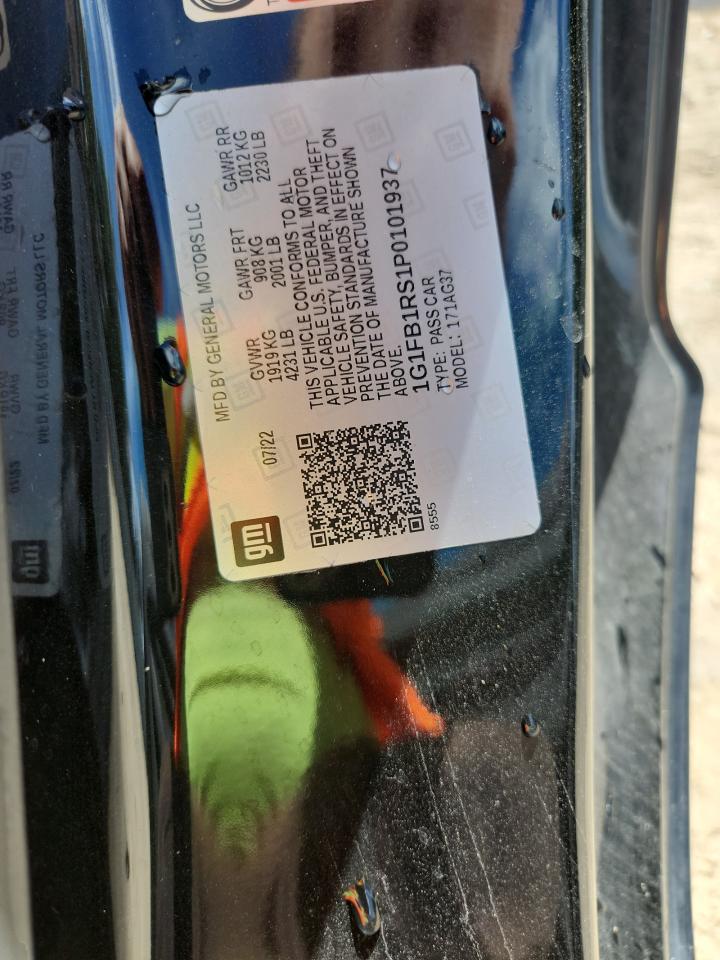 MFD BY GENERAL MOTORS LLC
07/22
GVWR GAWR FRT GAWR RR
1919 KG 908 KG 1012 KG
4231 LB 2001 LB 2230 LB
THIS VEHICLE CONFORMS TO ALL
APPLICABLE U.S. FEDERAL MOTOR
VEHICLE SAFETY, BUMPER, AND THEFT
PREVENTION STANDARDS IN EFFECT ON
THE DATE OF MANUFACTURE SHOWN
ABOVE.
1G1FB1RS1P0101937
TYPE: PASS CAR
MODEL: 171AG37
gm
8555